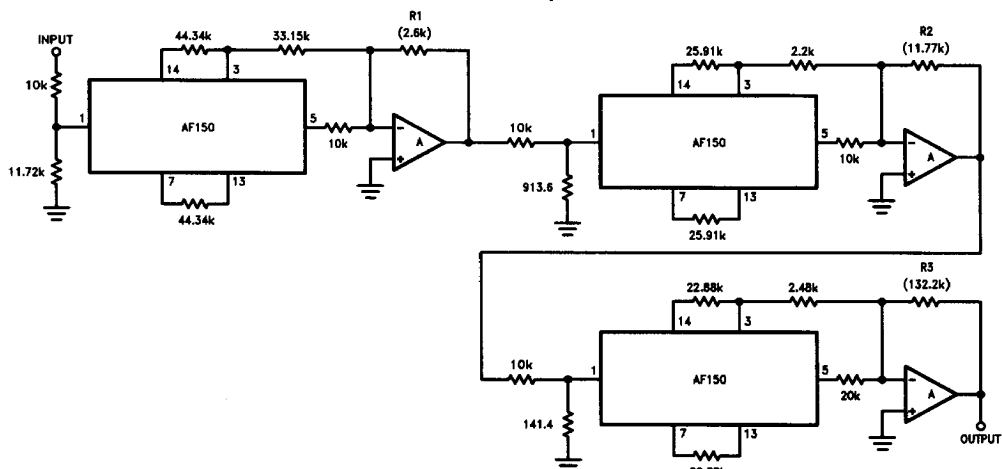 INPUT
10k
11.72k
44.34k
33.15k
R1
(2.6k)
14
3
1
AF150
5
10k
7
13
44.34k
−
+
A
10k
913.6
25.91k
2.2k
R2
(11.77k)
14
3
1
AF150
5
10k
7
13
25.91k
−
+
A
10k
141.4
22.88k
2.48k
R3
(132.2k)
14
3
1
AF150
5
20k
7
13
−
+
A
OUTPUT